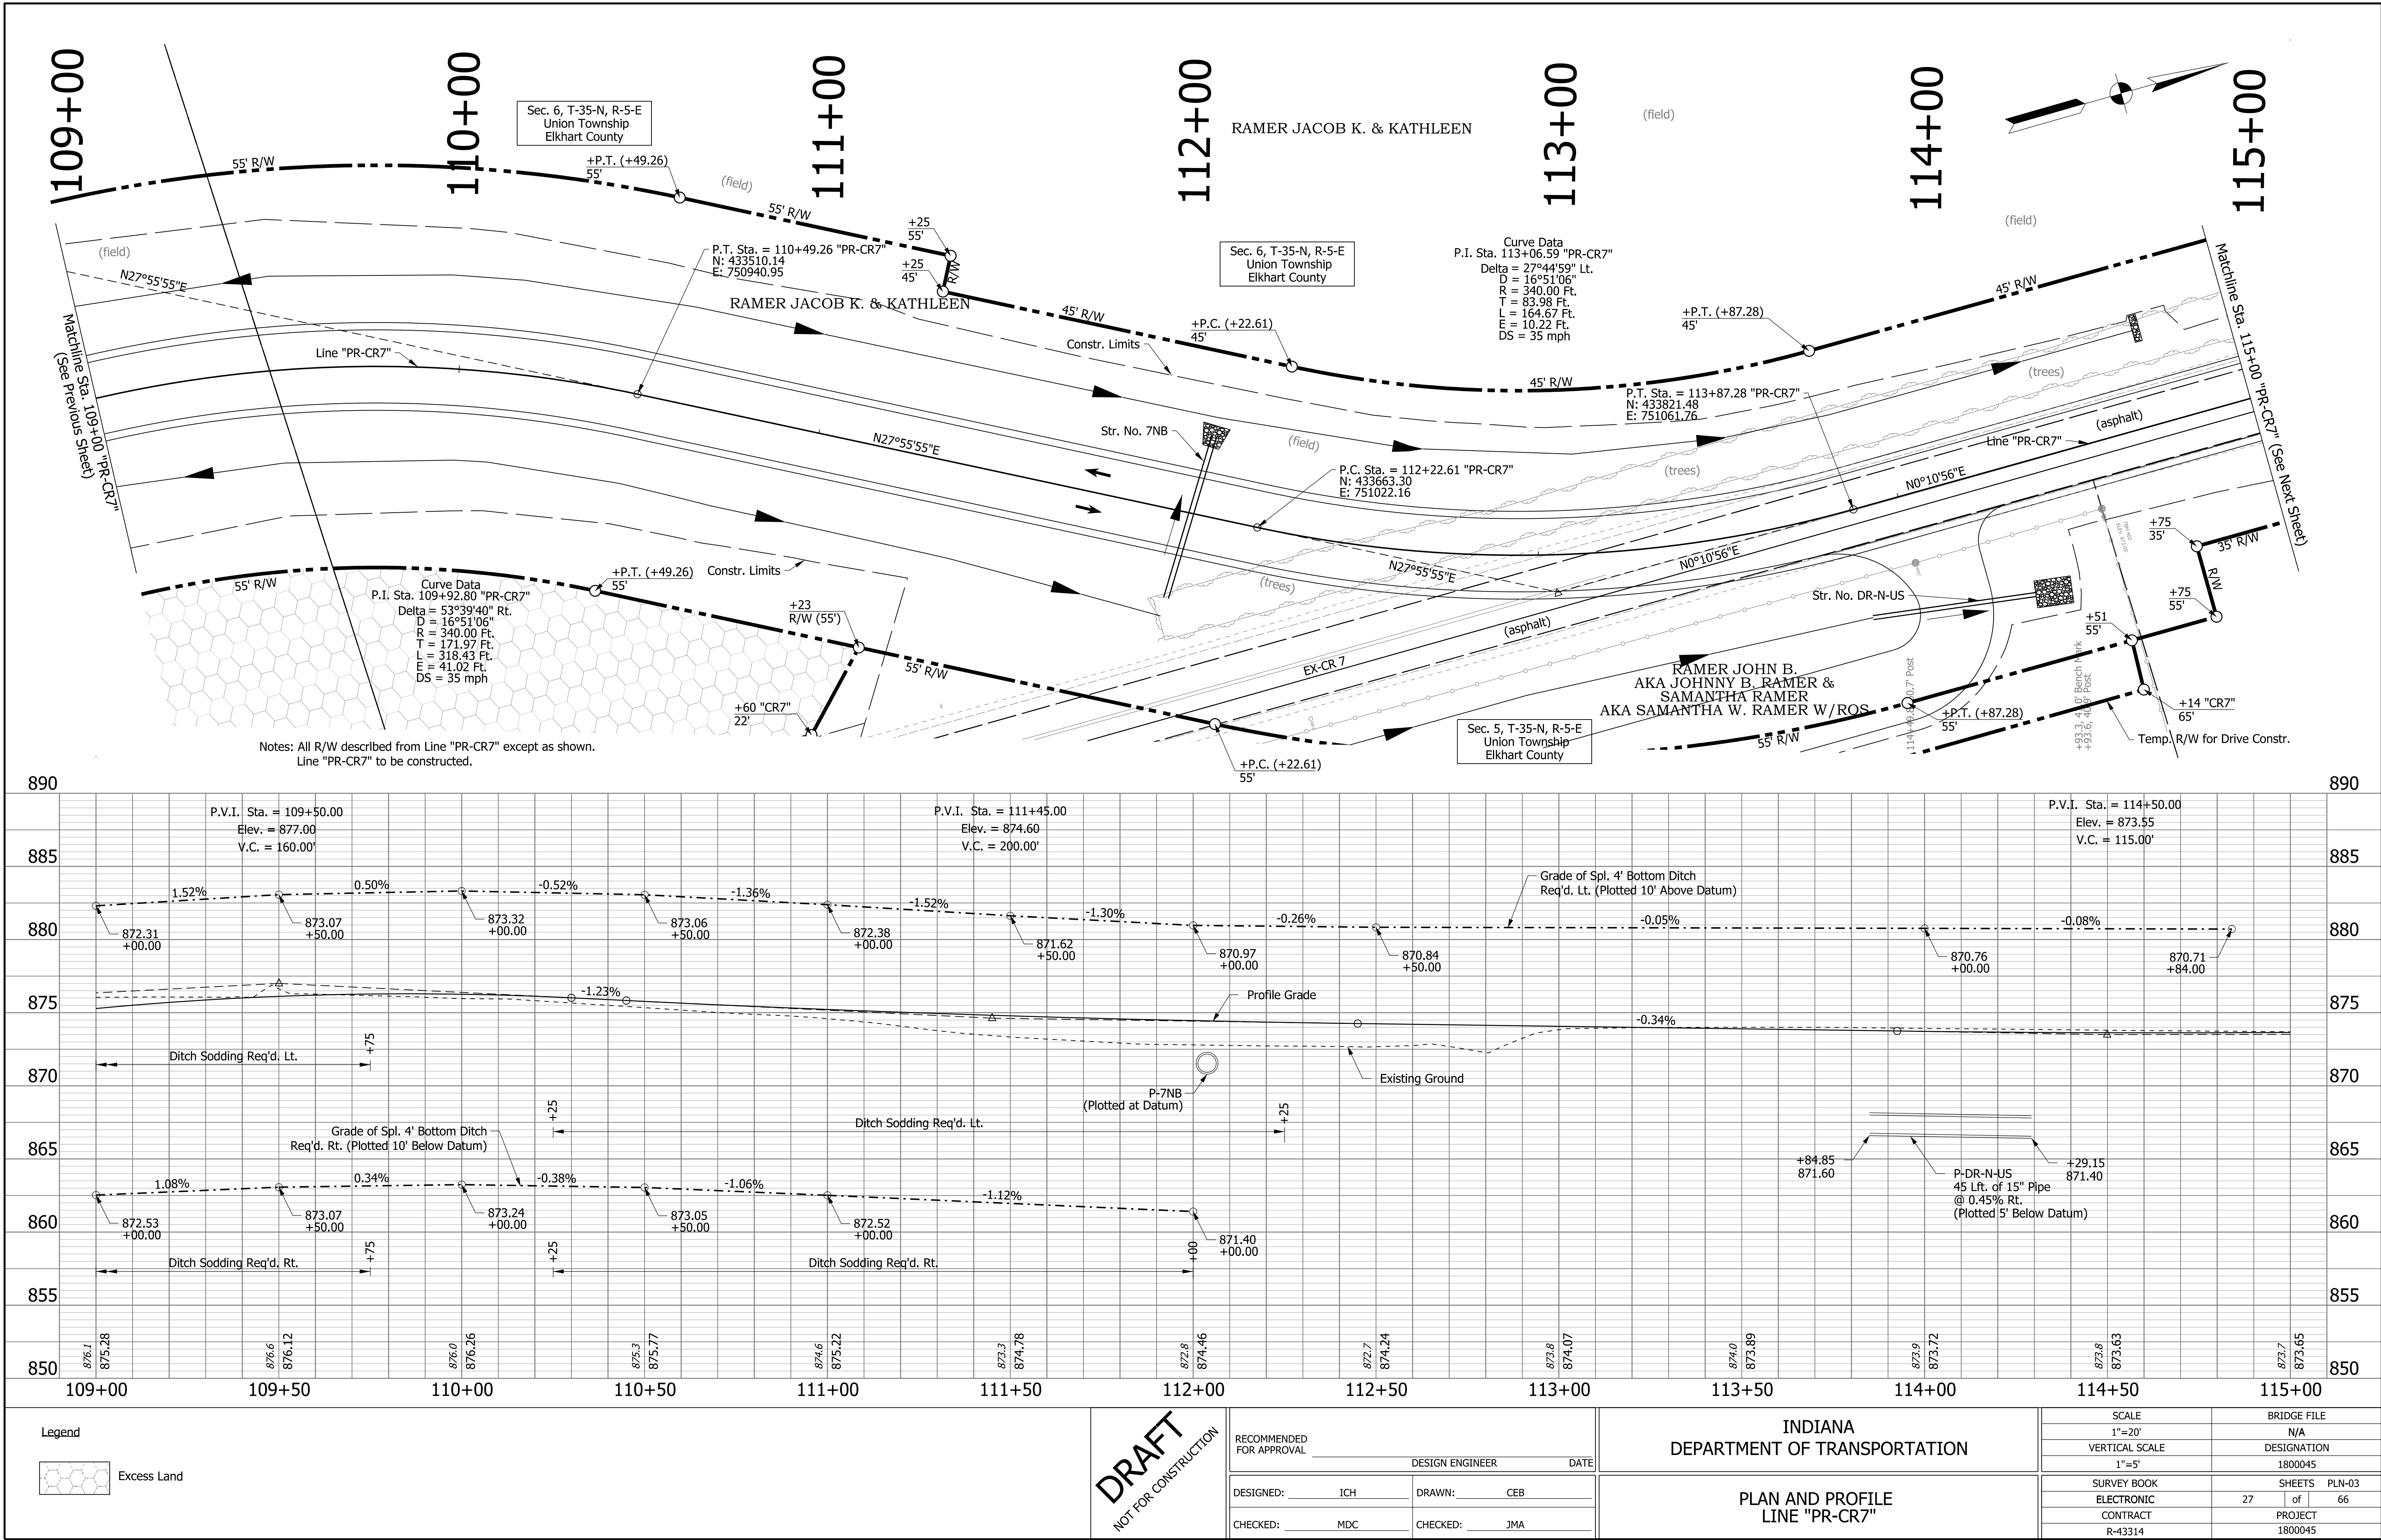 109+00
110+00
111+00
112+00
113+00
114+00
115+00
Sec. 6, T-35-N, R-5-E
Union Township
Elkhart County
RAMER JACOB K. & KATHLEEN
(field)
55' R/W
+P.T. (+49.26)
55'
(field)
55' R/W
+25
55'
+25
45'
R/W
(field)
(field)
N27°55'55"E
P.T. Sta. = 110+49.26 "PR-CR7"
N: 433510.14
E: 750940.95
RAMER JACOB K. & KATHLEEN
Sec. 6, T-35-N, R-5-E
Union Township
Elkhart County
Curve Data
P.I. Sta. 113+06.59 "PR-CR7"
Delta = 27°44'59" Lt.
D = 16°51'06"
R = 340.00 Ft.
T = 83.98 Ft.
L = 164.67 Ft.
E = 10.22 Ft.
DS = 35 mph
45' R/W
+P.C. (+22.61)
45'
Constr. Limits
45' R/W
+P.T. (+87.28)
45'
45' R/W
Matchline Sta. 109+00 "PR-CR7"
(See Previous Sheet)
Line "PR-CR7"
Matchline Sta. 115+00 "PR-CR7" (See Next Sheet)
P.T. Sta. = 113+87.28 "PR-CR7"
N: 433821.48
E: 751061.76
(trees)
(asphalt)
Line "PR-CR7"
N27°55'55"E
Str. No. 7NB
(field)
P.C. Sta. = 112+22.61 "PR-CR7"
N: 433663.30
E: 751022.16
(trees)
N0°10'56"E
+75
35'
35' R/W
R/W
55' R/W
Curve Data
P.I. Sta. 109+92.80 "PR-CR7"
Delta = 53°39'40" Rt.
D = 16°51'06"
R = 340.00 Ft.
T = 171.97 Ft.
L = 318.43 Ft.
E = 41.02 Ft.
DS = 35 mph
+P.T. (+49.26)
55'
Constr. Limits
+23
R/W (55')
55' R/W
+60 "CR7"
22'
(trees)
N27°55'55"E
N0°10'56"E
(asphalt)
EX-CR 7
Str. No. DR-N-US
+75
55'
+51
55'
RAMER JOHN B.
AKA JOHNNY B. RAMER &
SAMANTHA RAMER
AKA SAMANTHA W. RAMER W/ROS
Sec. 5, T-35-N, R-5-E
Union Township
Elkhart County
+P.C. (+22.61)
55'
55' R/W
+P.T. (+87.28)
55'
+14 "CR7"
65'
Temp. R/W for Drive Constr.
Notes: All R/W described from Line "PR-CR7" except as shown.
Line "PR-CR7" to be constructed.
890
890
P.V.I. Sta. = 109+50.00
Elev. = 877.00
V.C. = 160.00'
P.V.I. Sta. = 111+45.00
Elev. = 874.60
V.C. = 200.00'
P.V.I. Sta. = 114+50.00
Elev. = 873.55
V.C. = 115.00'
885
885
1.52%
0.50%
-0.52%
-1.36%
-1.52%
-1.30%
-0.26%
-0.05%
-0.08%
Grade of Spl. 4' Bottom Ditch
Req'd. Lt. (Plotted 10' Above Datum)
880
880
872.31
+00.00
873.07
+50.00
873.32
+00.00
873.06
+50.00
872.38
+00.00
871.62
+50.00
870.97
+00.00
870.84
+50.00
870.76
+00.00
870.71
+84.00
875
875
-1.23%
Profile Grade
-0.34%
Ditch Sodding Req'd. Lt.
+75
870
870
Existing Ground
P-7NB
(Plotted at Datum)
+25
Ditch Sodding Req'd. Lt.
+25
Grade of Spl. 4' Bottom Ditch
Req'd. Rt. (Plotted 10' Below Datum)
865
865
+84.85
871.60
P-DR-N-US
45 Lft. of 15" Pipe
@ 0.45% Rt.
(Plotted 5' Below Datum)
+29.15
871.40
1.08%
0.34%
-0.38%
-1.06%
-1.12%
860
860
872.53
+00.00
873.07
+50.00
873.24
+00.00
873.05
+50.00
872.52
+00.00
871.40
+00.00
Ditch Sodding Req'd. Rt.
+75
+25
Ditch Sodding Req'd. Rt.
+00
855
855
876.1
875.28
876.6
876.12
876.0
876.26
875.3
875.77
874.6
875.22
873.3
874.78
872.8
874.46
872.7
874.24
873.8
874.07
874.0
873.89
873.9
873.72
873.8
873.63
873.7
873.65
850
850
109+00
109+50
110+00
110+50
111+00
111+50
112+00
112+50
113+00
113+50
114+00
114+50
115+00
Legend
Excess Land
DRAFT
NOT FOR CONSTRUCTION
RECOMMENDED
FOR APPROVAL
DESIGN ENGINEER
DATE
DESIGNED: ICH
DRAWN: CEB
CHECKED: MDC
CHECKED: JMA
INDIANA
DEPARTMENT OF TRANSPORTATION
PLAN AND PROFILE
LINE "PR-CR7"
SCALE
1"=20'
VERTICAL SCALE
1"=5'
BRIDGE FILE
N/A
DESIGNATION
1800045
SURVEY BOOK
ELECTRONIC
CONTRACT
R-43314
SHEETS PLN-03
27 of 66
PROJECT
1800045